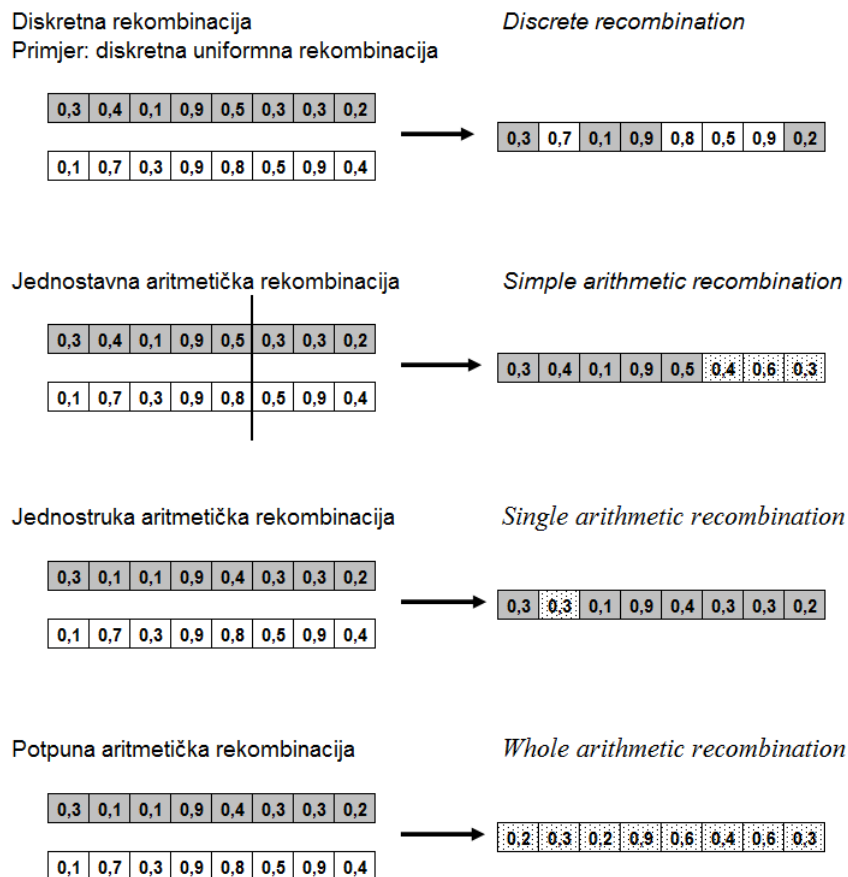 Diskretna rekombinacija
Discrete recombination
Primjer: diskretna uniformna rekombinacija
0,3 0,4 0,1 0,9 0,5 0,3 0,3 0,2
0,3 0,7 0,1 0,9 0,8 0,5 0,9 0,2
0,1 0,7 0,3 0,9 0,8 0,5 0,9 0,4
Jednostavna aritmetička rekombinacija
Simple arithmetic recombination
0,3 0,4 0,1 0,9 0,5 0,3 0,3 0,2
0,3 0,4 0,1 0,9 0,5 0,4 0,6 0,3
0,1 0,7 0,3 0,9 0,8 0,5 0,9 0,4
Jednostruka aritmetička rekombinacija
Single arithmetic recombination
0,3 0,1 0,1 0,9 0,4 0,3 0,3 0,2
0,3 0,3 0,1 0,9 0,4 0,3 0,3 0,2
0,1 0,7 0,3 0,9 0,8 0,5 0,9 0,4
Potpuna aritmetička rekombinacija
Whole arithmetic recombination
0,3 0,1 0,1 0,9 0,4 0,3 0,3 0,2
0,2 0,3 0,2 0,9 0,6 0,4 0,6 0,3
0,1 0,7 0,3 0,9 0,8 0,5 0,9 0,4